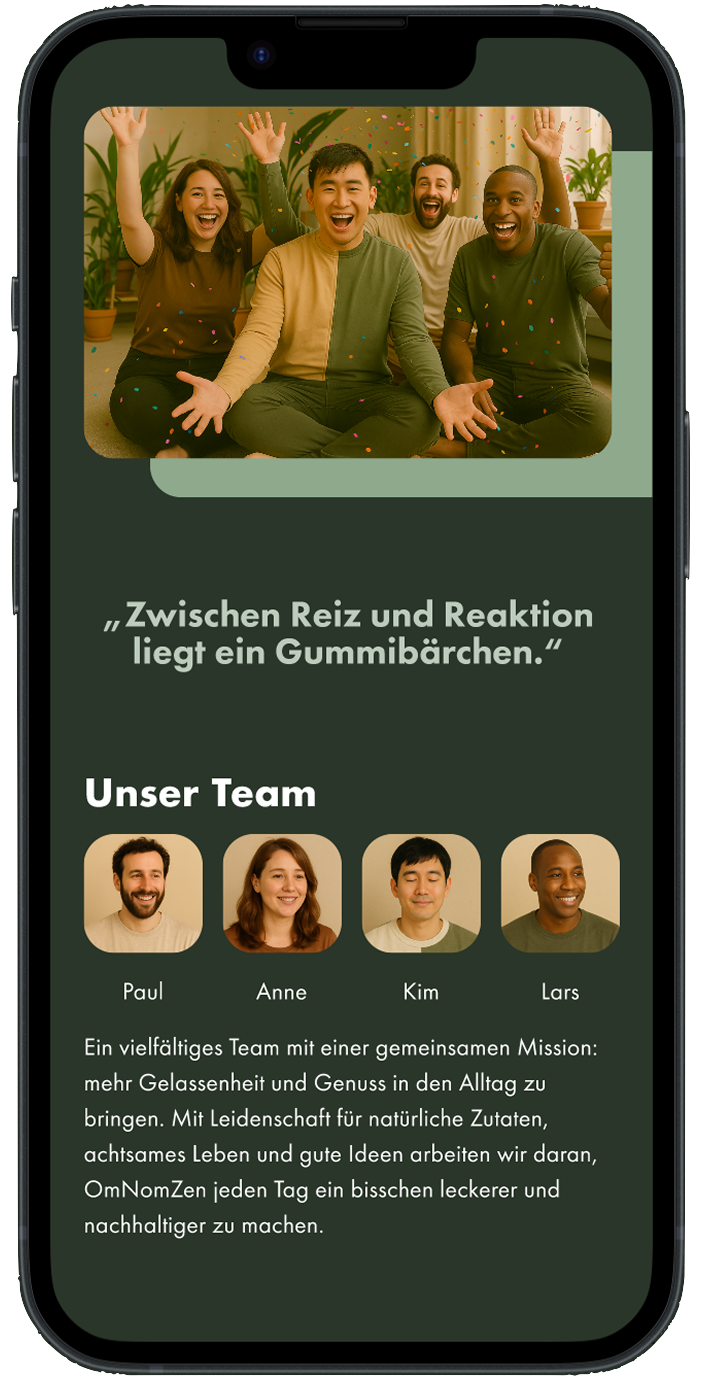 „Zwischen Reiz und Reaktion
liegt ein Gummibärchen.“
Unser Team
Paul Anne Kim Lars
Ein vielfältiges Team mit einer gemeinsamen Mission:
mehr Gelassenheit und Genuss in den Alltag zu
bringen. Mit Leidenschaft für natürliche Zutaten,
achtsames Leben und gute Ideen arbeiten wir daran,
OmNomZen jeden Tag ein bisschen leckerer und
nachhaltiger zu machen.